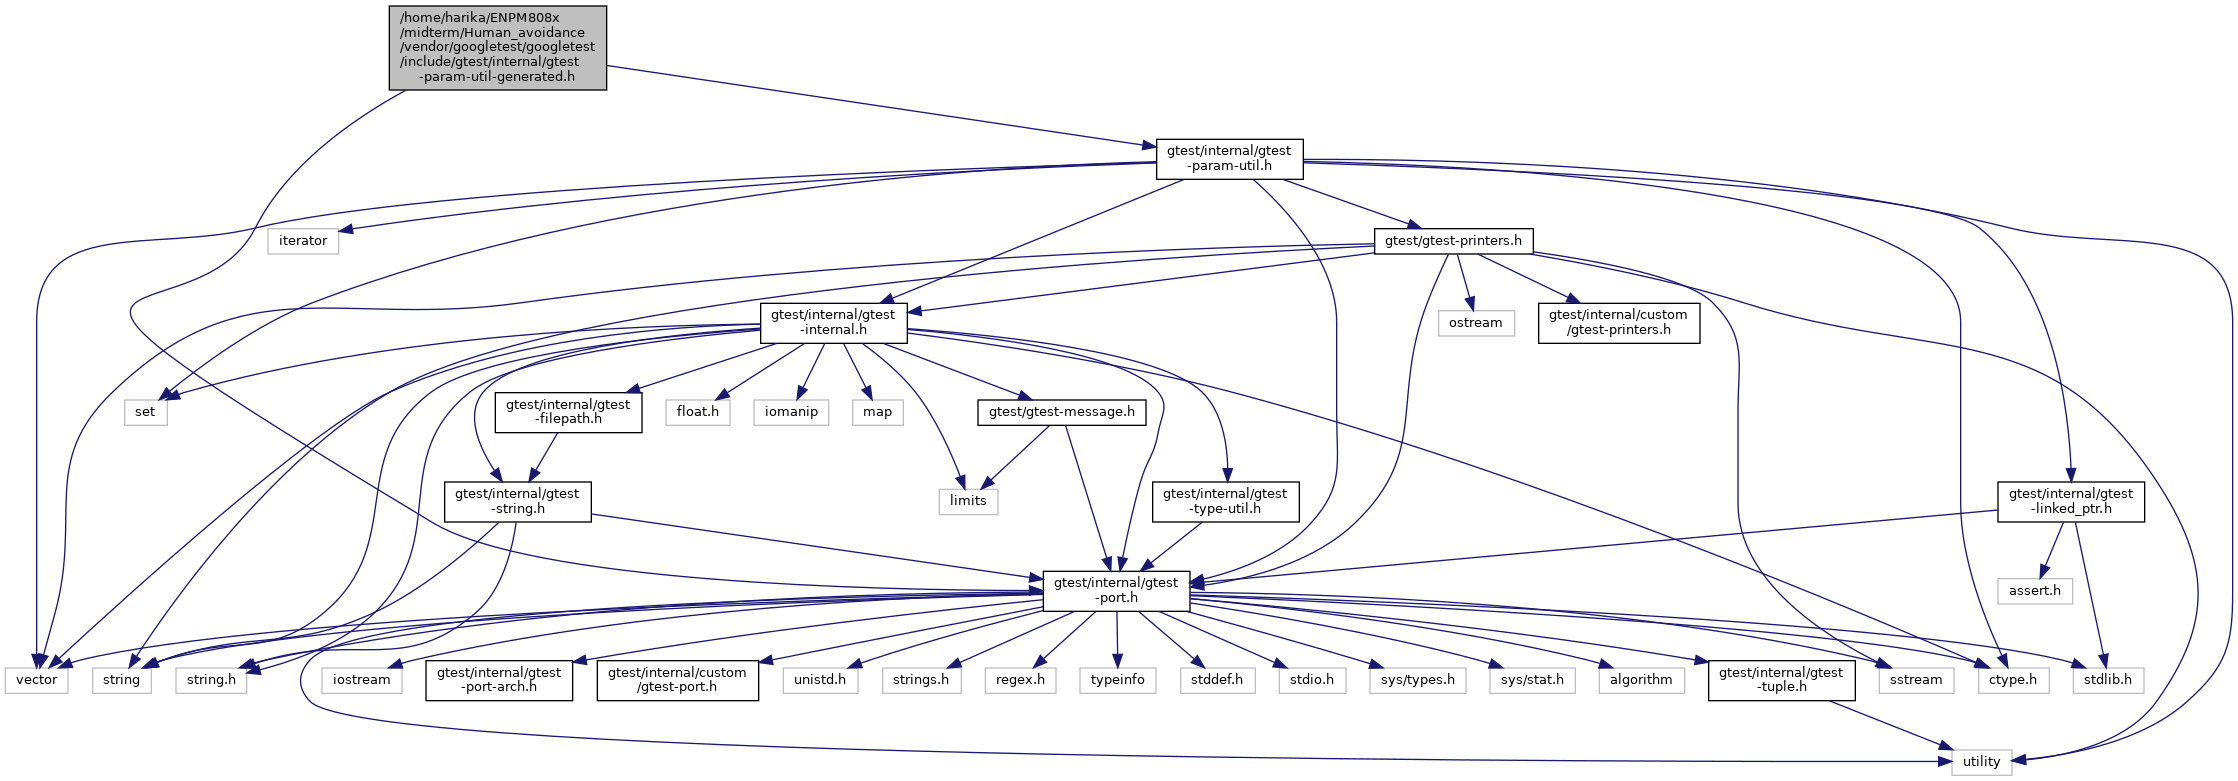 /home/harika/ENPM808x
/midterm/Human_avoidance
/vendor/googletest/googletest
/include/gtest/internal/gtest
-param-util-generated.h
gtest/internal/gtest
-param-util.h
iterator
gtest/gtest-printers.h
gtest/internal/gtest
-internal.h
ostream
gtest/internal/custom
/gtest-printers.h
set
gtest/internal/gtest
-filepath.h
float.h
iomanip
map
gtest/gtest-message.h
gtest/internal/gtest
-string.h
limits
gtest/internal/gtest
-type-util.h
gtest/internal/gtest
-linked_ptr.h
gtest/internal/gtest
-port.h
assert.h
vector
string
string.h
iostream
gtest/internal/gtest
-port-arch.h
gtest/internal/custom
/gtest-port.h
unistd.h
strings.h
regex.h
typeinfo
stddef.h
stdio.h
sys/types.h
sys/stat.h
algorithm
gtest/internal/gtest
-tuple.h
sstream
ctype.h
stdlib.h
utility